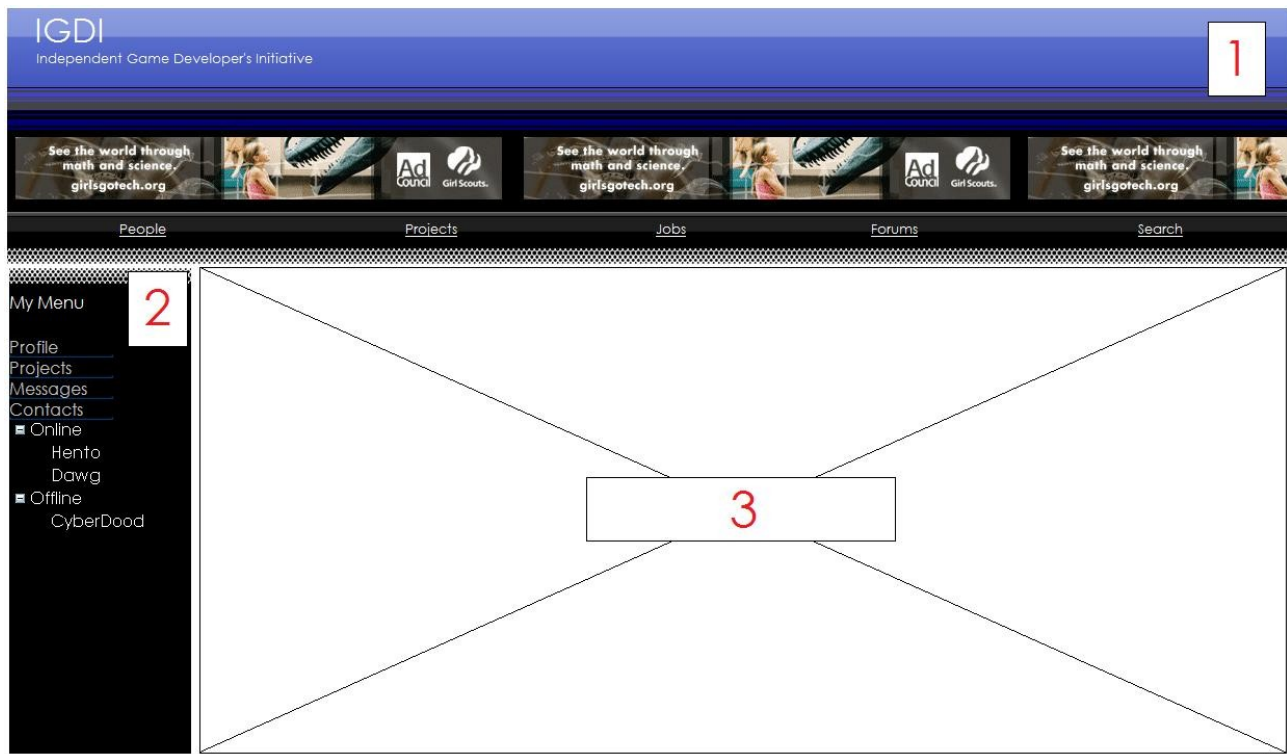 IGDI
Independent Game Developer's Initiative
1
See the world through
math and science.
girlsgotech.org
Ad
Council
Girl Scouts.
See the world through
math and science.
girlsgotech.org
Ad
Council
Girl Scouts.
See the world through
math and science.
girlsgotech.org
People Projects Jobs Forums Search
2
My Menu
Profile
Projects
Messages
Contacts
Online
Hento
Dawg
Offline
CyberDood
3